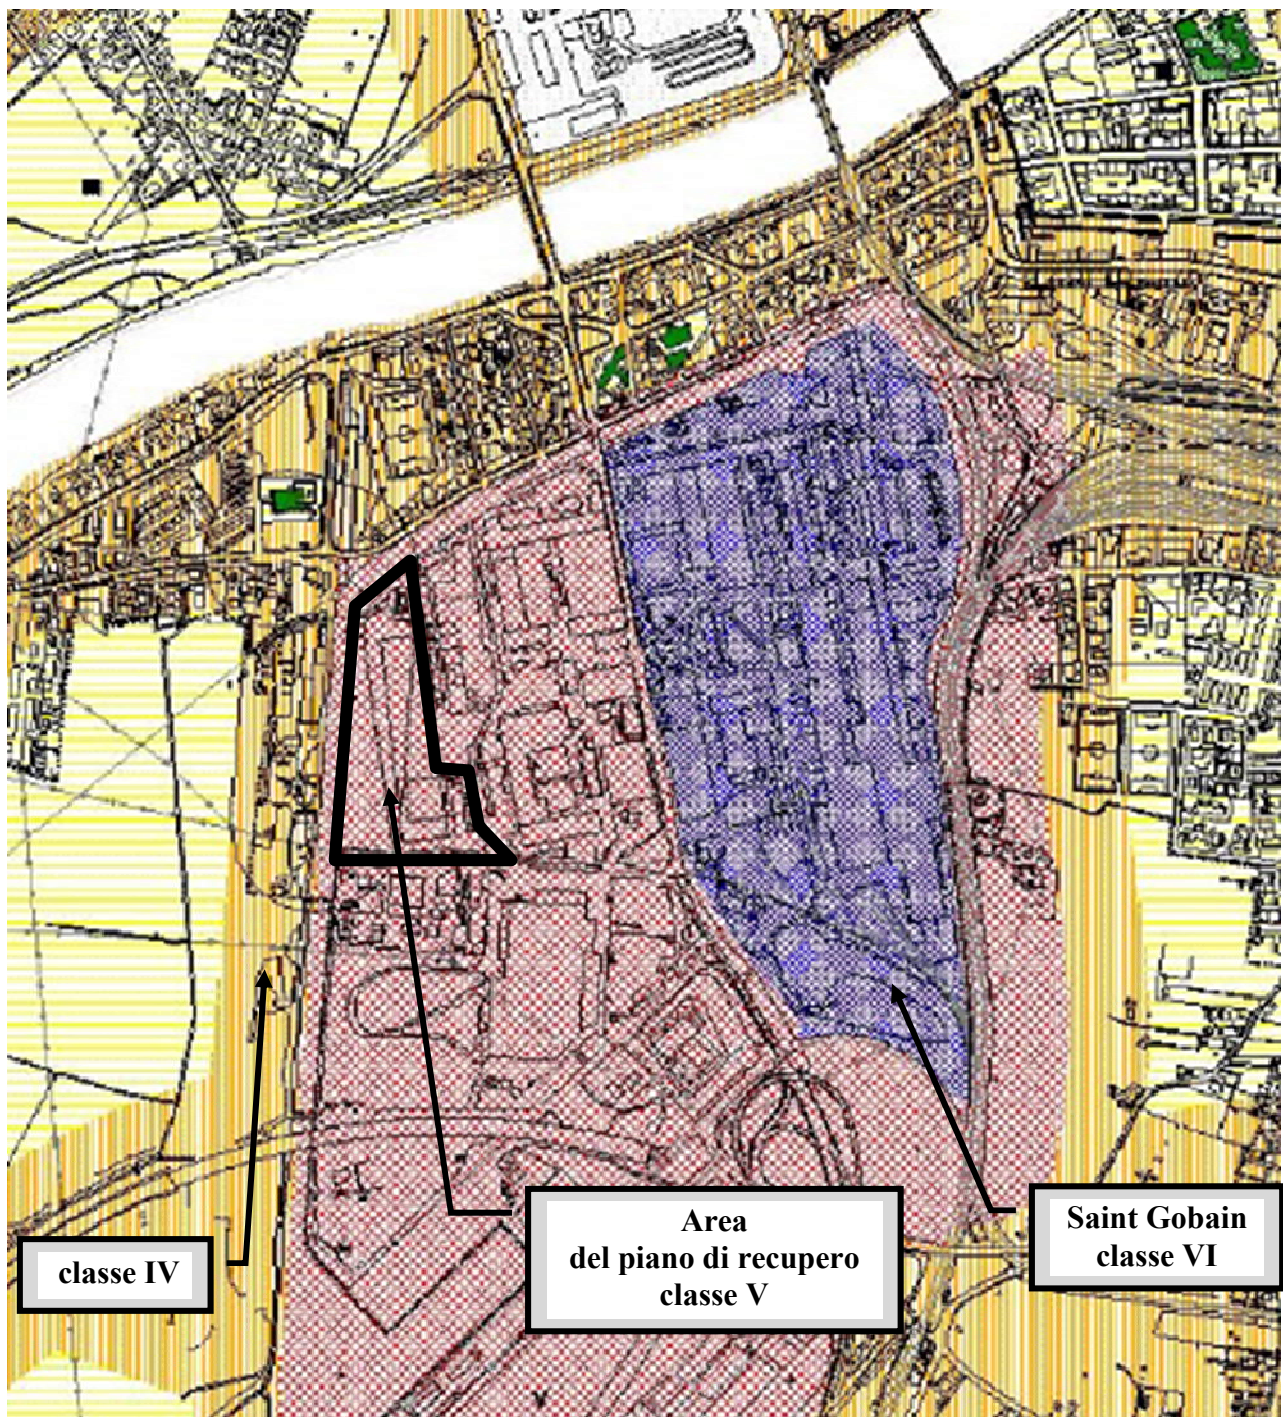 classe IV
Area
del piano di recupero
classe V
Saint Gobain
classe VI